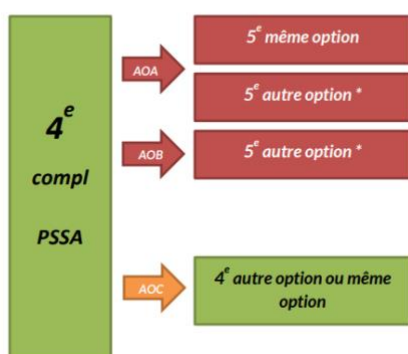 4e
compl
PSSA
AOA
5e même option
5e autre option *
AOB
5e autre option *
AOC
4e autre option ou même
option